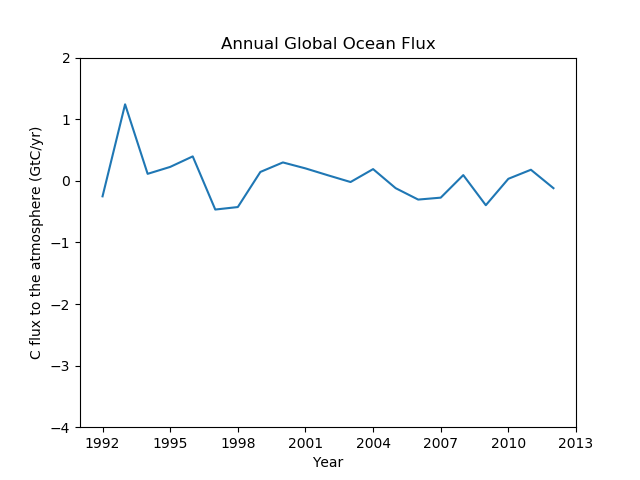 Annual Global Ocean Flux
2
1
0
−1
−2
−3
−4
C flux to the atmosphere (GtC/yr)
1992 1995 1998 2001 2004 2007 2010 2013
Year